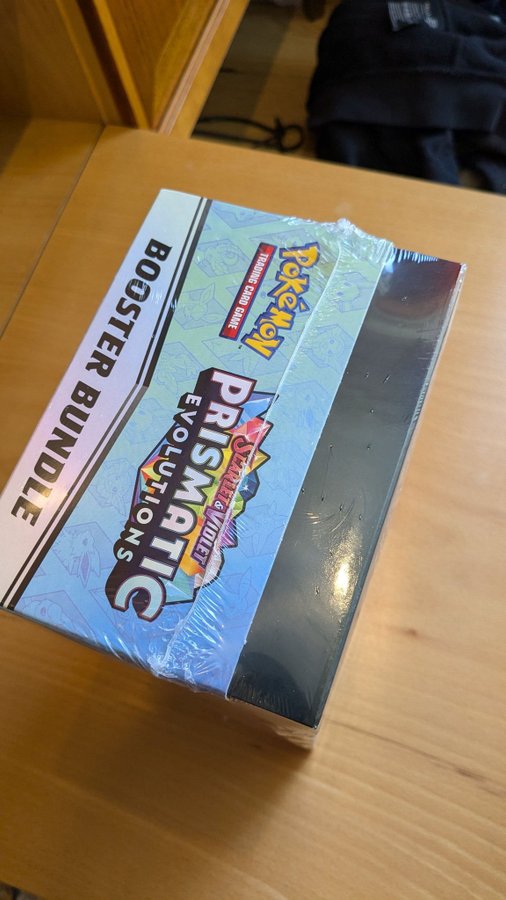 POKéMON
TRADING CARD GAME
SCARLET & VIOLET
PRISMATIC
EVOLUTIONS
BOOSTER BUNDLE